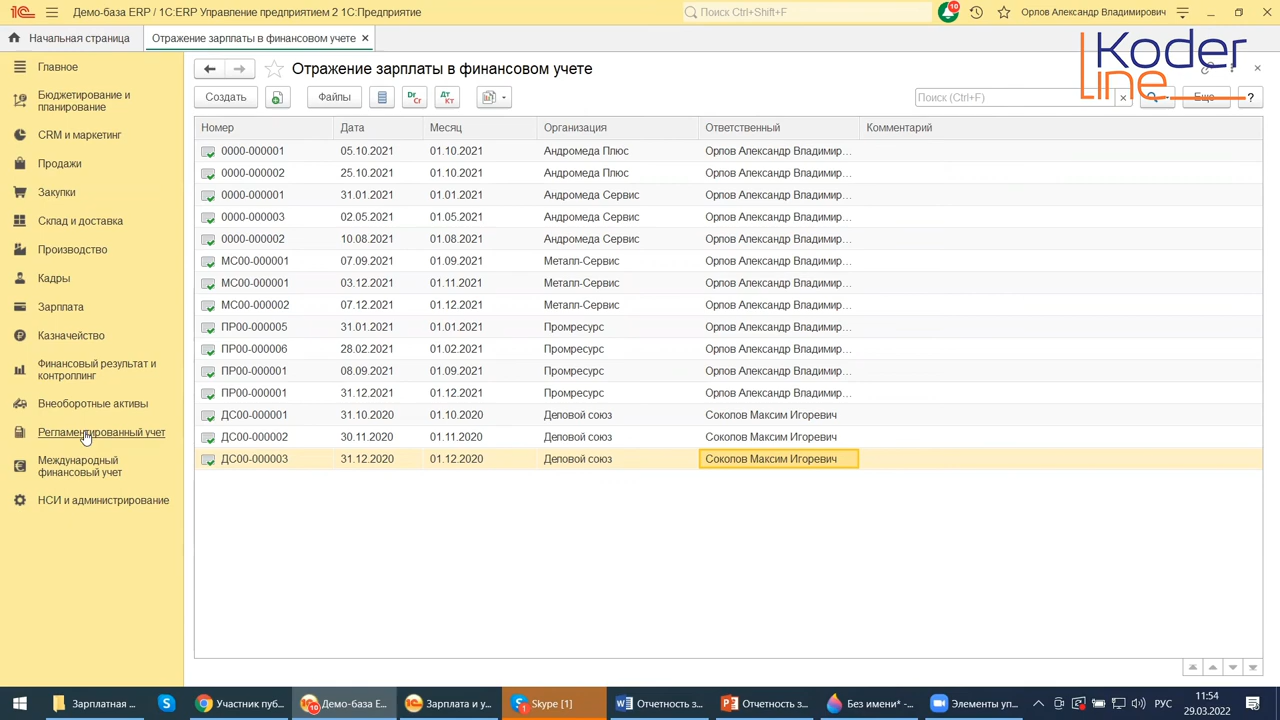 Демо-база ERP / 1С:ERP Управление предприятием 2 1С:Предприятие
Поиск Ctrl+Shift+F
10
Орлов Александр Владимирович
Начальная страница
Отражение зарплаты в финансовом учете
Koder
Line
Главное
Бюджетирование и
планирование
CRM и маркетинг
Продажи
Закупки
Склад и доставка
Производство
Кадры
Зарплата
Казначейство
Финансовый результат и
контроллинг
Внеоборотные активы
Регламентированный учет
Международный
финансовый учет
НСИ и администрирование
Отражение зарплаты в финансовом учете
Создать
Файлы
Dr Cr
Дт Кт
Поиск (Ctrl+F)
Еще
?
Номер Дата Месяц Организация Ответственный Комментарий
0000-000001 05.10.2021 01.10.2021 Андромеда Плюс Орлов Александр Владимир...
0000-000002 25.10.2021 01.10.2021 Андромеда Плюс Орлов Александр Владимир...
0000-000001 31.01.2021 01.01.2021 Андромеда Сервис Орлов Александр Владимир...
0000-000003 02.05.2021 01.05.2021 Андромеда Сервис Орлов Александр Владимир...
0000-000002 10.08.2021 01.08.2021 Андромеда Сервис Орлов Александр Владимир...
МС00-000001 07.09.2021 01.09.2021 Металл-Сервис Орлов Александр Владимир...
МС00-000001 03.12.2021 01.11.2021 Металл-Сервис Орлов Александр Владимир...
МС00-000002 07.12.2021 01.12.2021 Металл-Сервис Орлов Александр Владимир...
ПР00-000005 31.01.2021 01.01.2021 Промресурс Орлов Александр Владимир...
ПР00-000006 28.02.2021 01.02.2021 Промресурс Орлов Александр Владимир...
ПР00-000001 08.09.2021 01.09.2021 Промресурс Орлов Александр Владимир...
ПР00-000001 31.12.2021 01.12.2021 Промресурс Орлов Александр Владимир...
ДС00-000001 31.10.2020 01.10.2020 Деловой союз Соколов Максим Игоревич
ДС00-000002 30.11.2020 01.11.2020 Деловой союз Соколов Максим Игоревич
ДС00-000003 31.12.2020 01.12.2020 Деловой союз Соколов Максим Игоревич
Зарплатная ...
Участник пуб...
Демо-база E...
Зарплата и у...
Skype [1]
Отчетность з...
Отчетность з...
Без имени* -...
Элементы уп...
РУС
11:54
29.03.2022